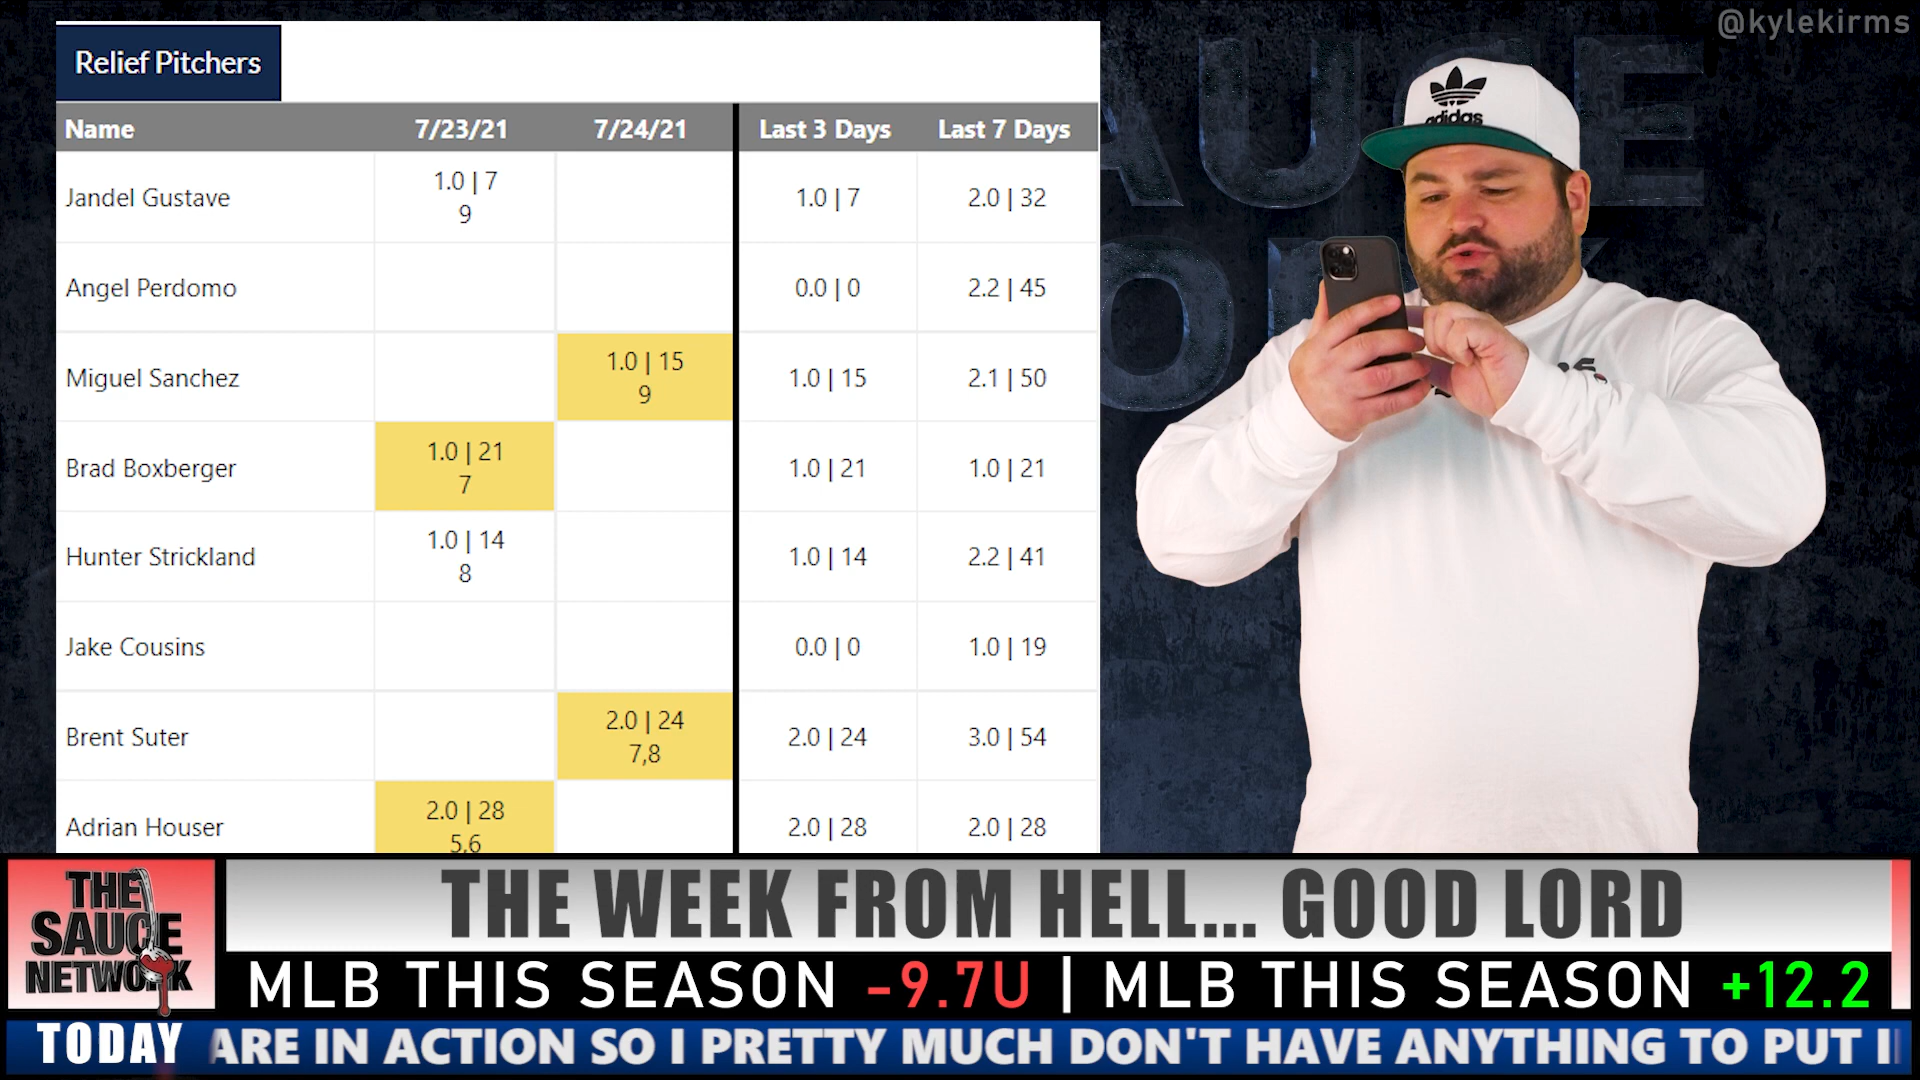 @kylekirms
Relief Pitchers
Name 7/23/21 7/24/21 Last 3 Days Last 7 Days
Jandel Gustave 1.0 | 7 9 1.0 | 7 2.0 | 32
Angel Perdomo 0.0 | 0 2.2 | 45
Miguel Sanchez 1.0 | 15 9 1.0 | 15 2.1 | 50
Brad Boxberger 1.0 | 21 7 1.0 | 21 1.0 | 21
Hunter Strickland 1.0 | 14 8 1.0 | 14 2.2 | 41
Jake Cousins 0.0 | 0 1.0 | 19
Brent Suter 2.0 | 24 7,8 2.0 | 24 3.0 | 54
Adrian Houser 2.0 | 28 5,6 2.0 | 28 2.0 | 28
adidas
THE
SAUCE
NETWORK
THE WEEK FROM HELL... GOOD LORD
MLB THIS SEASON -9.7U | MLB THIS SEASON +12.2
TODAY ARE IN ACTION SO I PRETTY MUCH DON'T HAVE ANYTHING TO PUT